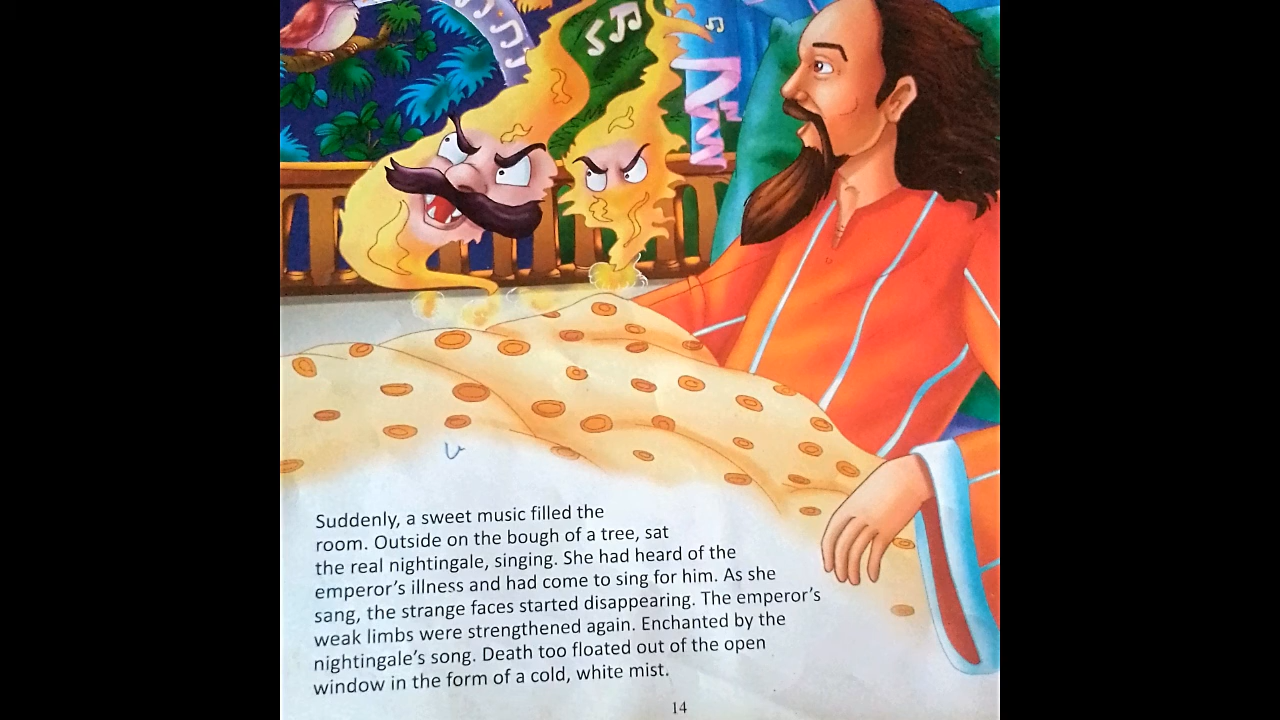 Suddenly, a sweet music filled the
room. Outside on the bough of a tree, sat
the real nightingale, singing. She had heard of the
emperor's illness and had come to sing for him. As she
sang, the strange faces started disappearing. The emperor's
weak limbs were strengthened again. Enchanted by the
nightingale's song. Death too floated out of the open
window in the form of a cold, white mist.
14